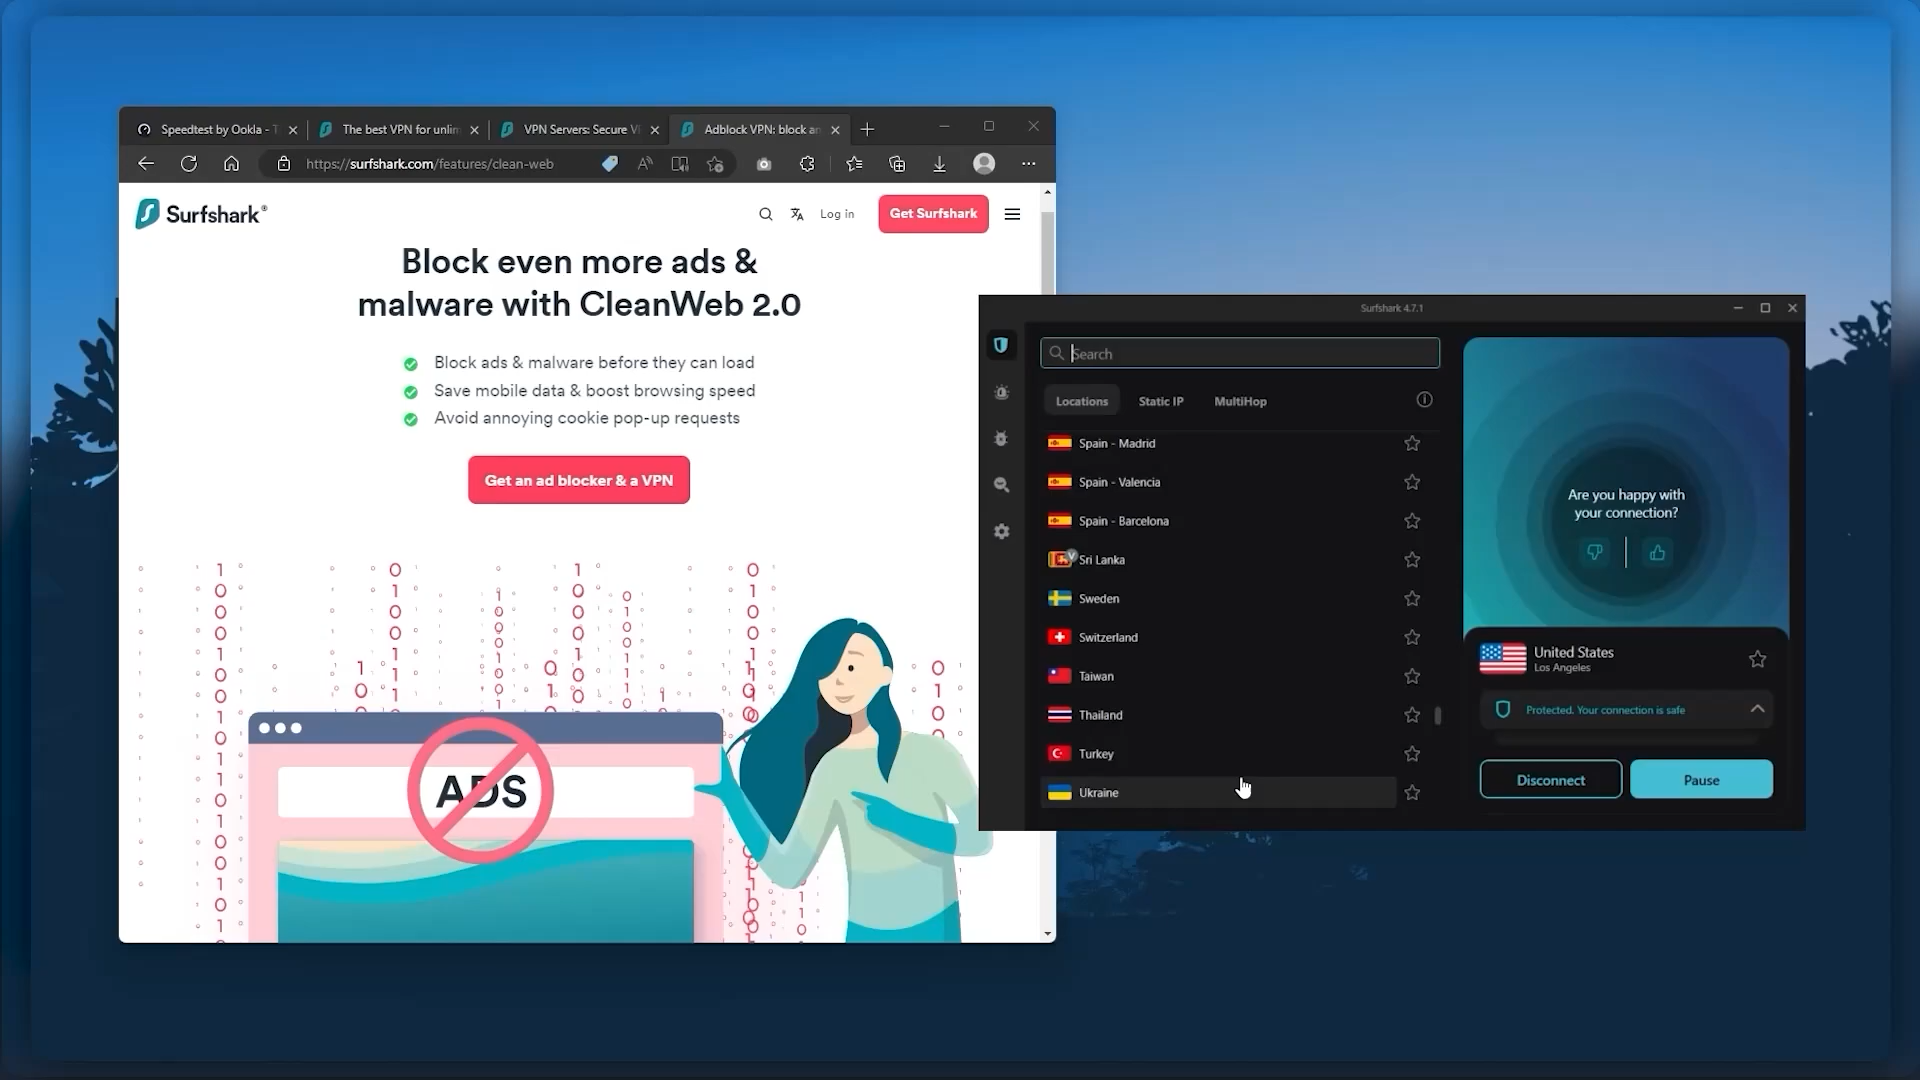 Speedtest by Ookla -
The best VPN for unlim
VPN Servers: Secure
Adblock VPN: block an
https://surfshark.com/features/clean-web
Surfshark®
Log in
Get Surfshark
Block even more ads &
malware with CleanWeb 2.0
Block ads & malware before they can load
Save mobile data & boost browsing speed
Avoid annoying cookie pop-up requests
Get an ad blocker & a VPN
ADS
Surfshark 4.7.1
Search
Locations
Static IP
MultiHop
Spain - Madrid
Spain - Valencia
Spain - Barcelona
V
Sri Lanka
Sweden
Switzerland
Taiwan
Thailand
Turkey
Ukraine
Are you happy with
your connection?
United States
Los Angeles
Protected. Your connection is safe
Disconnect
Pause